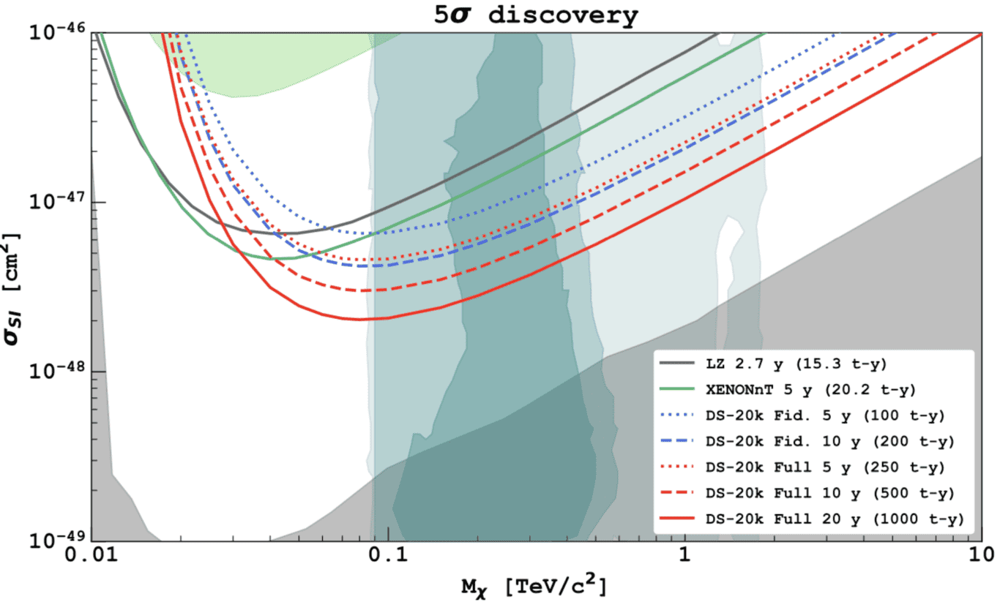 5σ discovery
10⁻⁴⁶
10⁻⁴⁷
10⁻⁴⁸
10⁻⁴⁹
σSI [cm²]
LZ 2.7 y (15.3 t-y)
XENONnT 5 y (20.2 t-y)
DS-20k Fid. 5 y (100 t-y)
DS-20k Fid. 10 y (200 t-y)
DS-20k Full 5 y (250 t-y)
DS-20k Full 10 y (500 t-y)
DS-20k Full 20 y (1000 t-y)
0.01 0.1 1 10
Mχ [TeV/c²]